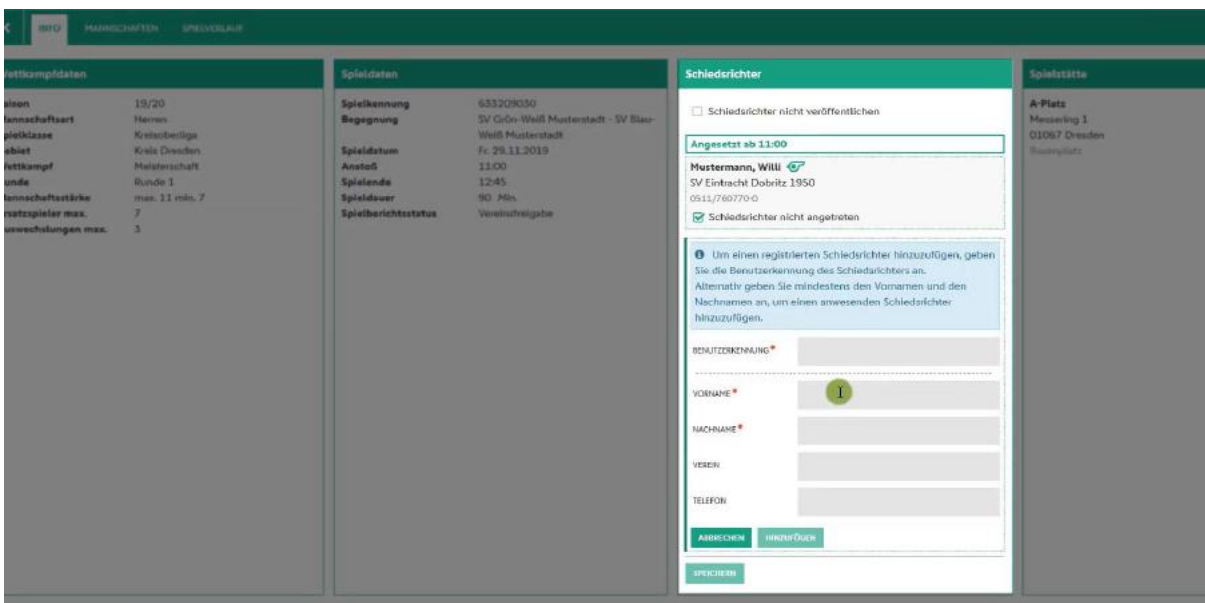 INFO
MANNSCHAFTEN
SPIELVERLAUF
Wettkampfdaten
19/20
Mannschaftsart Herren
Spielklasse Kreisoberliga
Gebiet Kreis Dresden
Wettkampf Meisterschaft
Runde 1
Mannschaftsstärke max. 11 min. 7
Ersatzspieler max. 7
Auswechslungen max. 3
Spieldaten
Spielkennung 633209030
Begegnung SV Grün-Weiß Musterstadt - SV Blau-
Weiß Musterstadt
Spieldatum Fr. 29.11.2019
Anstoß 11:00
Spielende 12:45
Spieldauer 90 Min.
Spielberichtsstatus Vereinsfreigabe
Schiedsrichter
Schiedsrichter nicht veröffentlichen
Angesetzt ab 11:00
Mustermann, Willi
SV Eintracht Dobritz 1950
0511/760770-0
Schiedsrichter nicht angetreten
Um einen registrierten Schiedsrichter hinzuzufügen, geben
Sie die Benutzerkennung des Schiedsrichters an.
Alternativ geben Sie mindestens den Vornamen und den
Nachnamen an, um einen anwesenden Schiedsrichter
hinzuzufügen.
BENUTZERKENNUNG*
VORNAME*
NACHNAME*
VEREIN
TELEFON
ABBRECHEN HINZUFÜGEN
SPEICHERN
Spielstätte
A-Platz
Messering 1
01067 Dresden
Rasenplatz